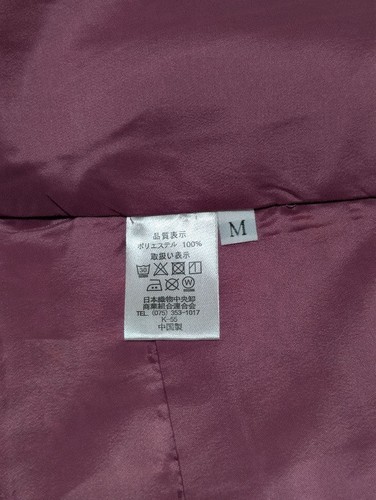 品質表示
ポリエステル 100%
取扱い表示
日本織物中央卸
商業組合連合会
TEL (075) 353-1017
K-65
中国製
M